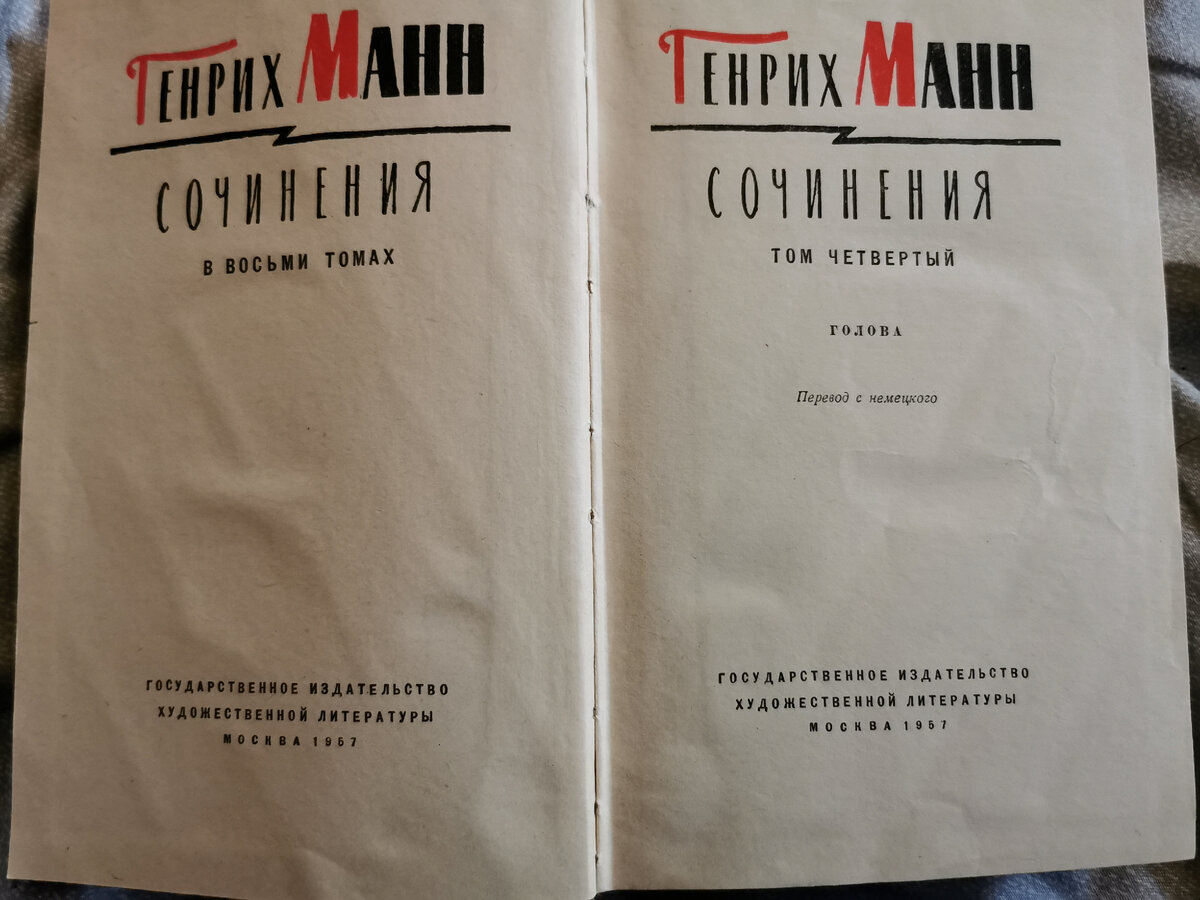 ГЕНРИХ МАНН
СОЧИНЕНИЯ
В ВОСЬМИ ТОМАХ
ГОСУДАРСТВЕННОЕ ИЗДАТЕЛЬСТВО
ХУДОЖЕСТВЕННОЙ ЛИТЕРАТУРЫ
МОСКВА 1957
ГЕНРИХ МАНН
СОЧИНЕНИЯ
ТОМ ЧЕТВЕРТЫЙ
ГОЛОВА
Перевод с немецкого
ГОСУДАРСТВЕННОЕ ИЗДАТЕЛЬСТВО
ХУДОЖЕСТВЕННОЙ ЛИТЕРАТУРЫ
МОСКВА 1957